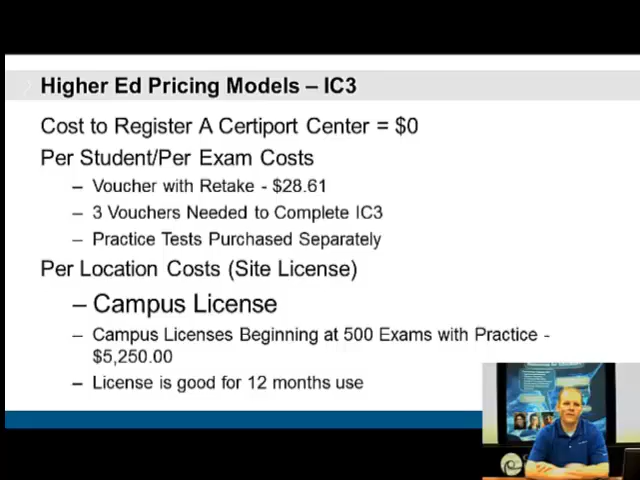 Higher Ed Pricing Models – IC3
Cost to Register A Certiport Center = $0
Per Student/Per Exam Costs
– Voucher with Retake - $28.61
– 3 Vouchers Needed to Complete IC3
– Practice Tests Purchased Separately
Per Location Costs (Site License)
– Campus License
– Campus Licenses Beginning at 500 Exams with Practice -
$5,250.00
– License is good for 12 months use